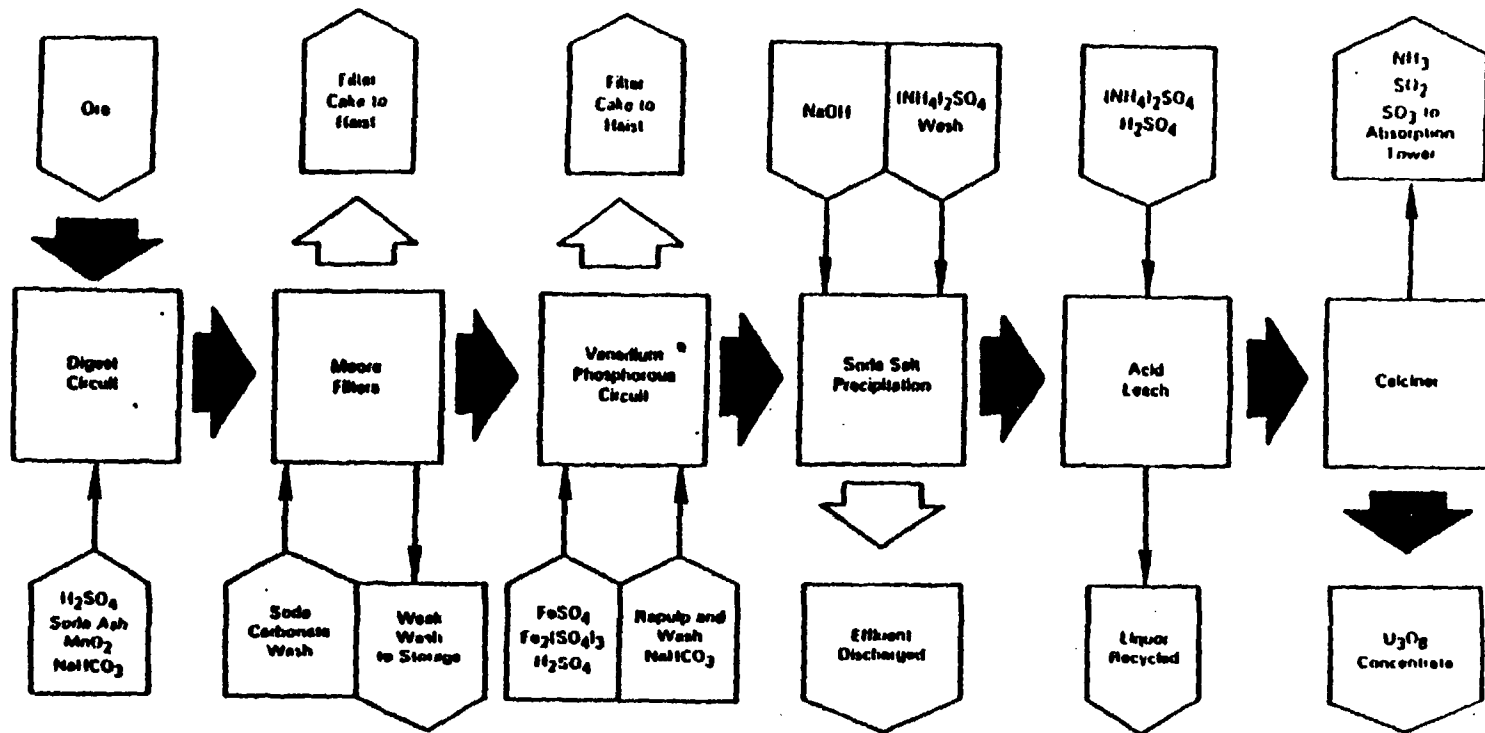 Ore
Filter
Cake to
Hoist
Filter
Cake to
Hoist
NaOH
(NH4)2SO4
Wash
(NH4)2SO4
H2SO4
NH3
SO2
SO3 to
Absorption
Tower
Digest
Circuit
Moore
Filters
Vanadium
Phosphorous
Circuit
Soda Salt
Precipitation
Acid
Leach
Calciner
H2SO4
Soda Ash
MnO2
NaHCO3
Soda
Carbonate
Wash
Weak
Wash
to Storage
FeSO4
Fe2(SO4)3
H2SO4
Repulp and
Wash
NaHCO3
Effluent
Discharged
Liquor
Recycled
U3O8
Concentrate